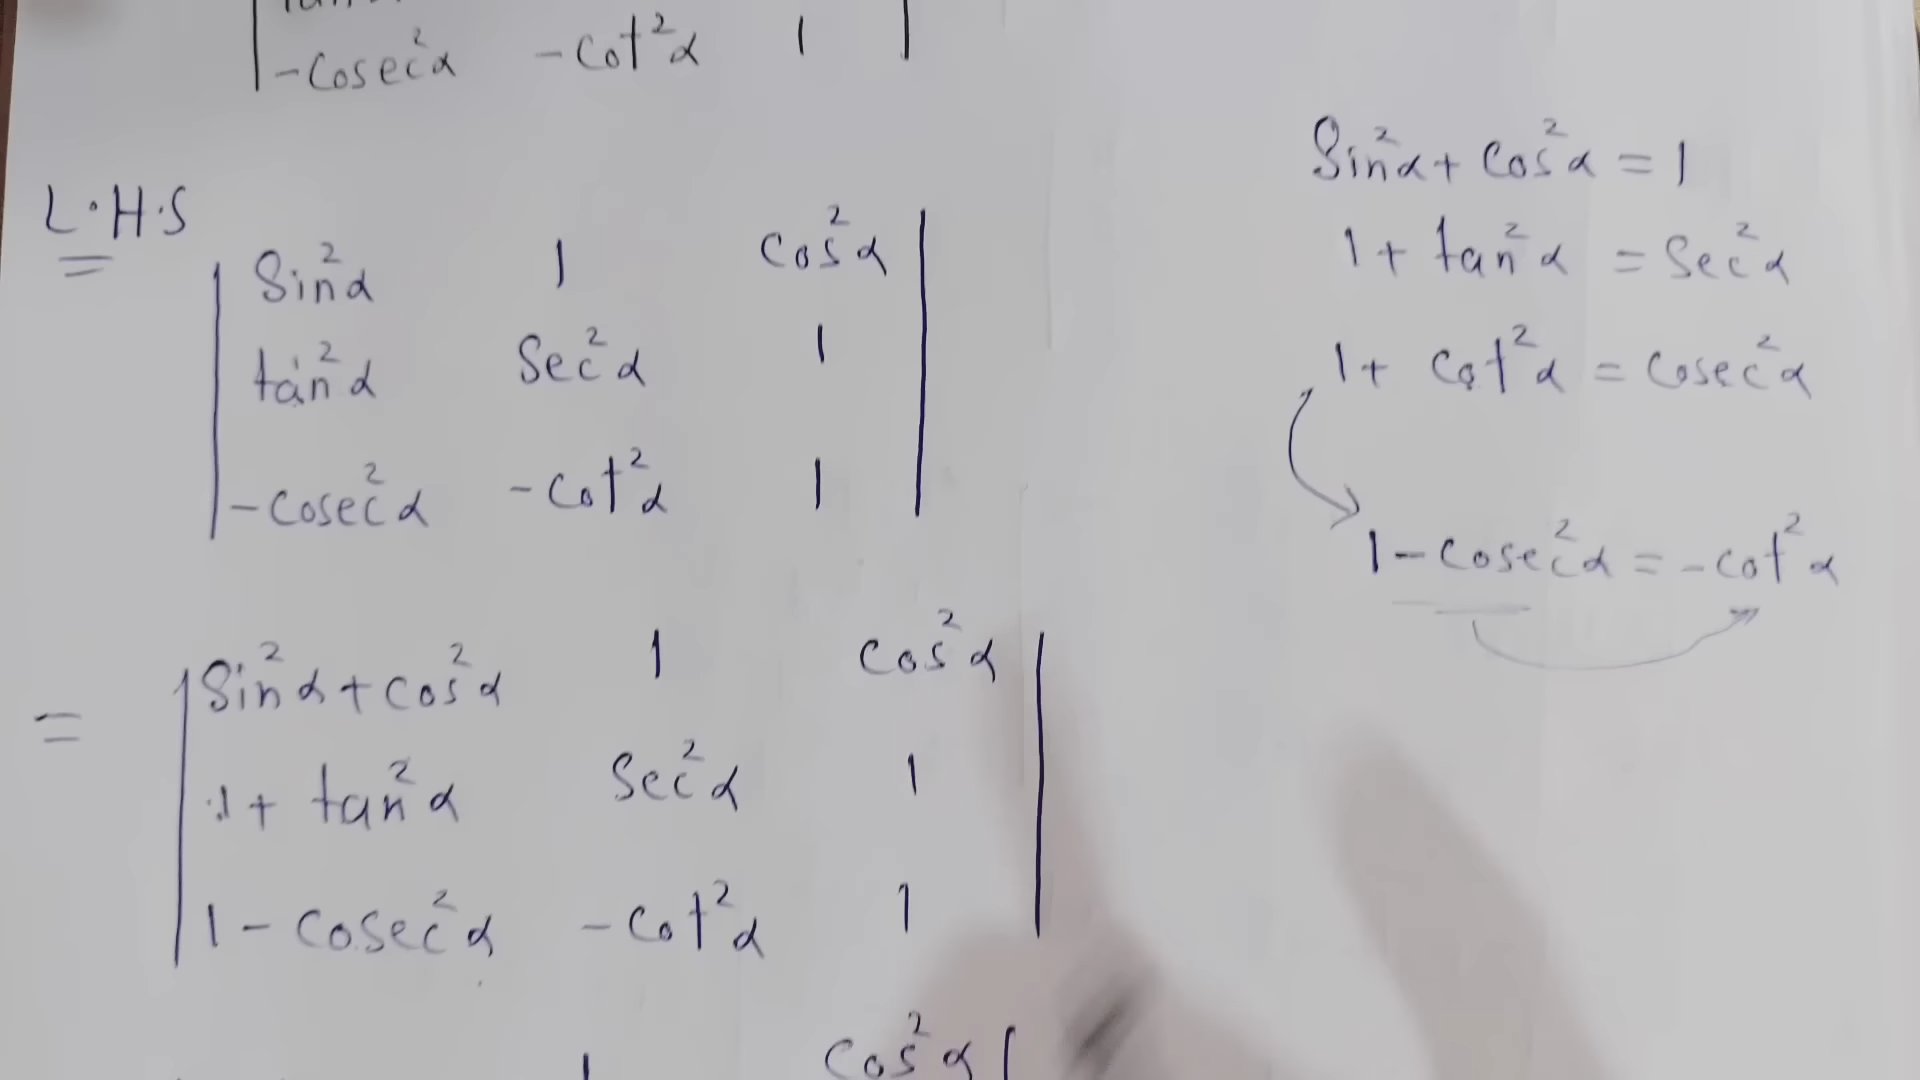 -Cosec²α -Cot²α 1
L.H.S
Sin²α 1 Cos²α
tan²α Sec²α 1
-Cosec²α -Cot²α 1
= Sin²α+cos²α 1 Cos²α
1+ tan²α Sec²α 1
1-Cosec²α -Cot²α 1
1 Cos²α
Sin²α+Cos²α=1
1+tan²α=Sec²α
1+Cot²α=Cosec²α
1-Cosec²α=-Cot²α